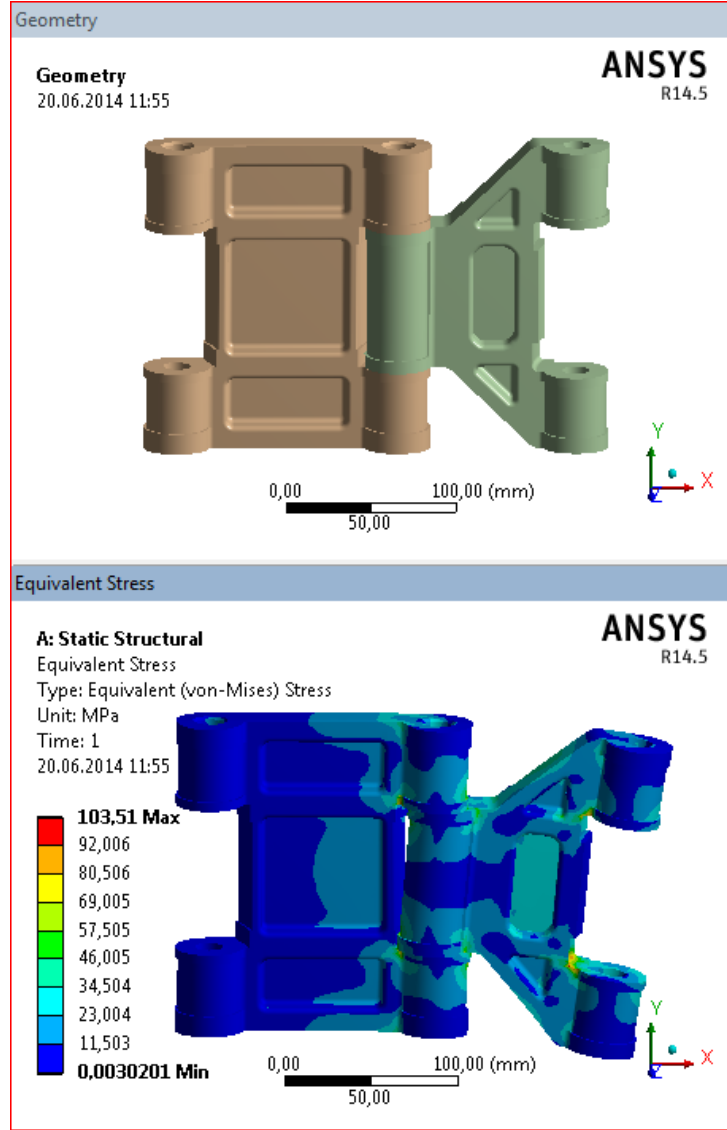 Geometry
ANSYS
R14.5
Geometry
20.06.2014 11:55
Y
X
Z
0,00
100,00 (mm)
50,00
Equivalent Stress
ANSYS
R14.5
A: Static Structural
Equivalent Stress
Type: Equivalent (von-Mises) Stress
Unit: MPa
Time: 1
20.06.2014 11:55
103,51 Max
92,006
80,506
69,005
57,505
46,005
34,504
23,004
11,503
0,0030201 Min
Y
X
Z
0,00
100,00 (mm)
50,00